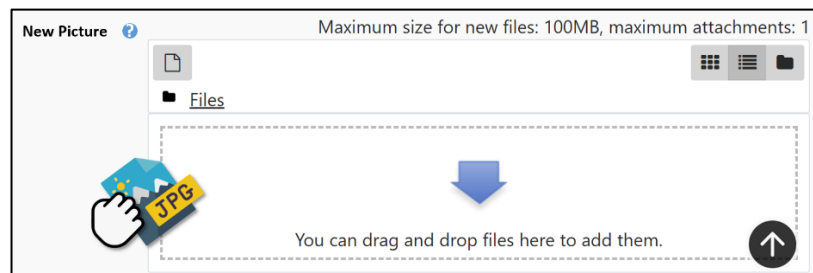 New Picture ?
Maximum size for new files: 100MB, maximum attachments: 1
Files
JPG
You can drag and drop files here to add them.